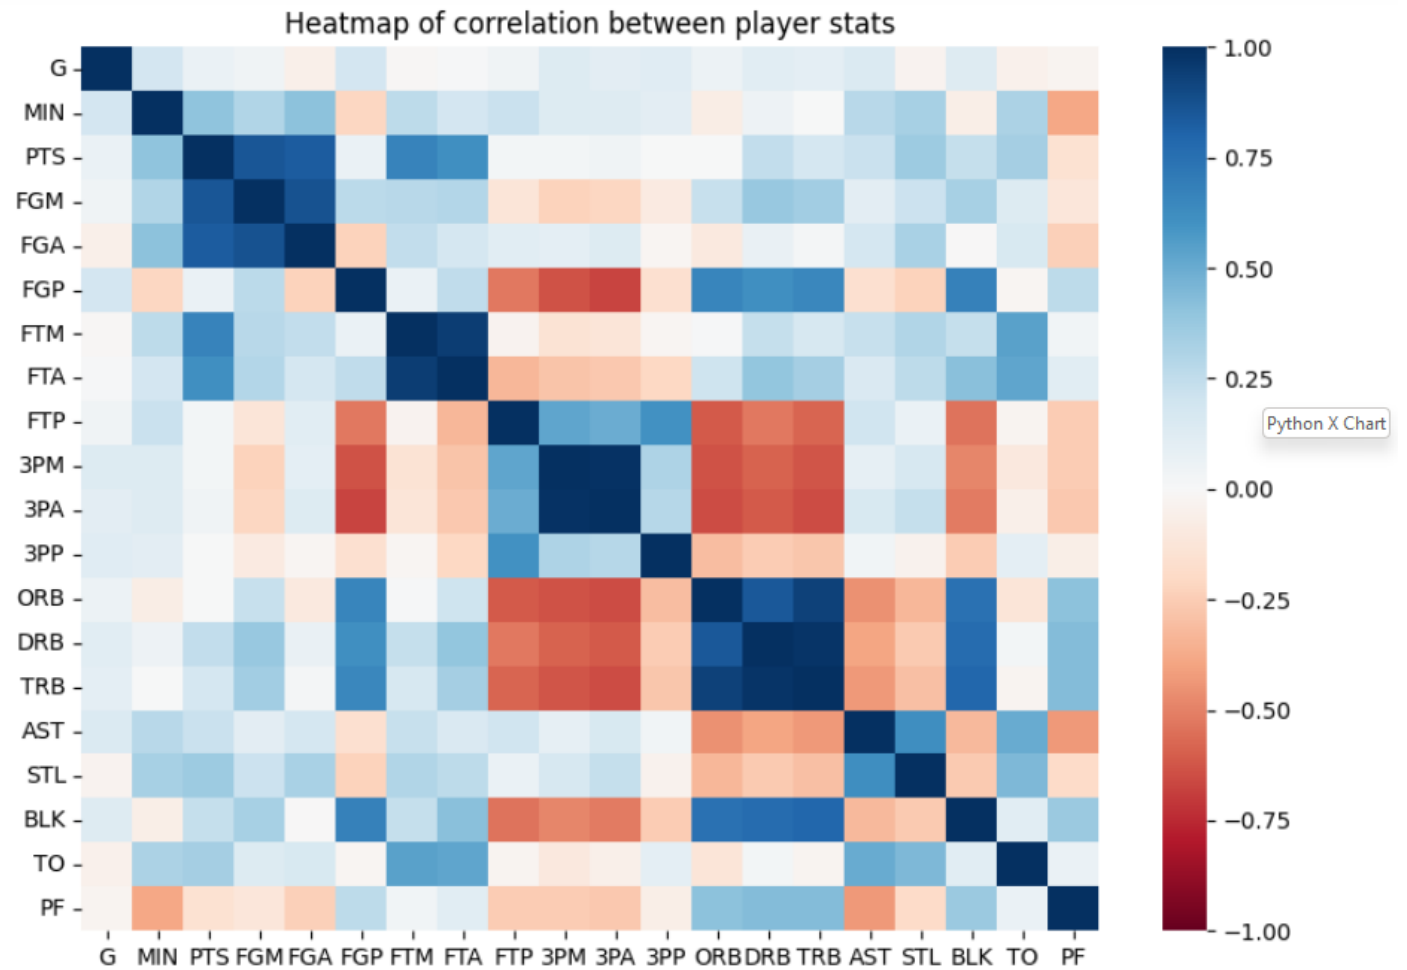 Heatmap of correlation between player stats
G
MIN
PTS
FGM
FGA
FGP
FTM
FTA
FTP
3PM
3PA
3PP
ORB
DRB
TRB
AST
STL
BLK
TO
PF
G MIN PTS FGM FGA FGP FTM FTA FTP 3PM 3PA 3PP ORB DRB TRB AST STL BLK TO PF
1.00
0.75
0.50
0.25
0.00
−0.25
−0.50
−0.75
−1.00
Python X Chart